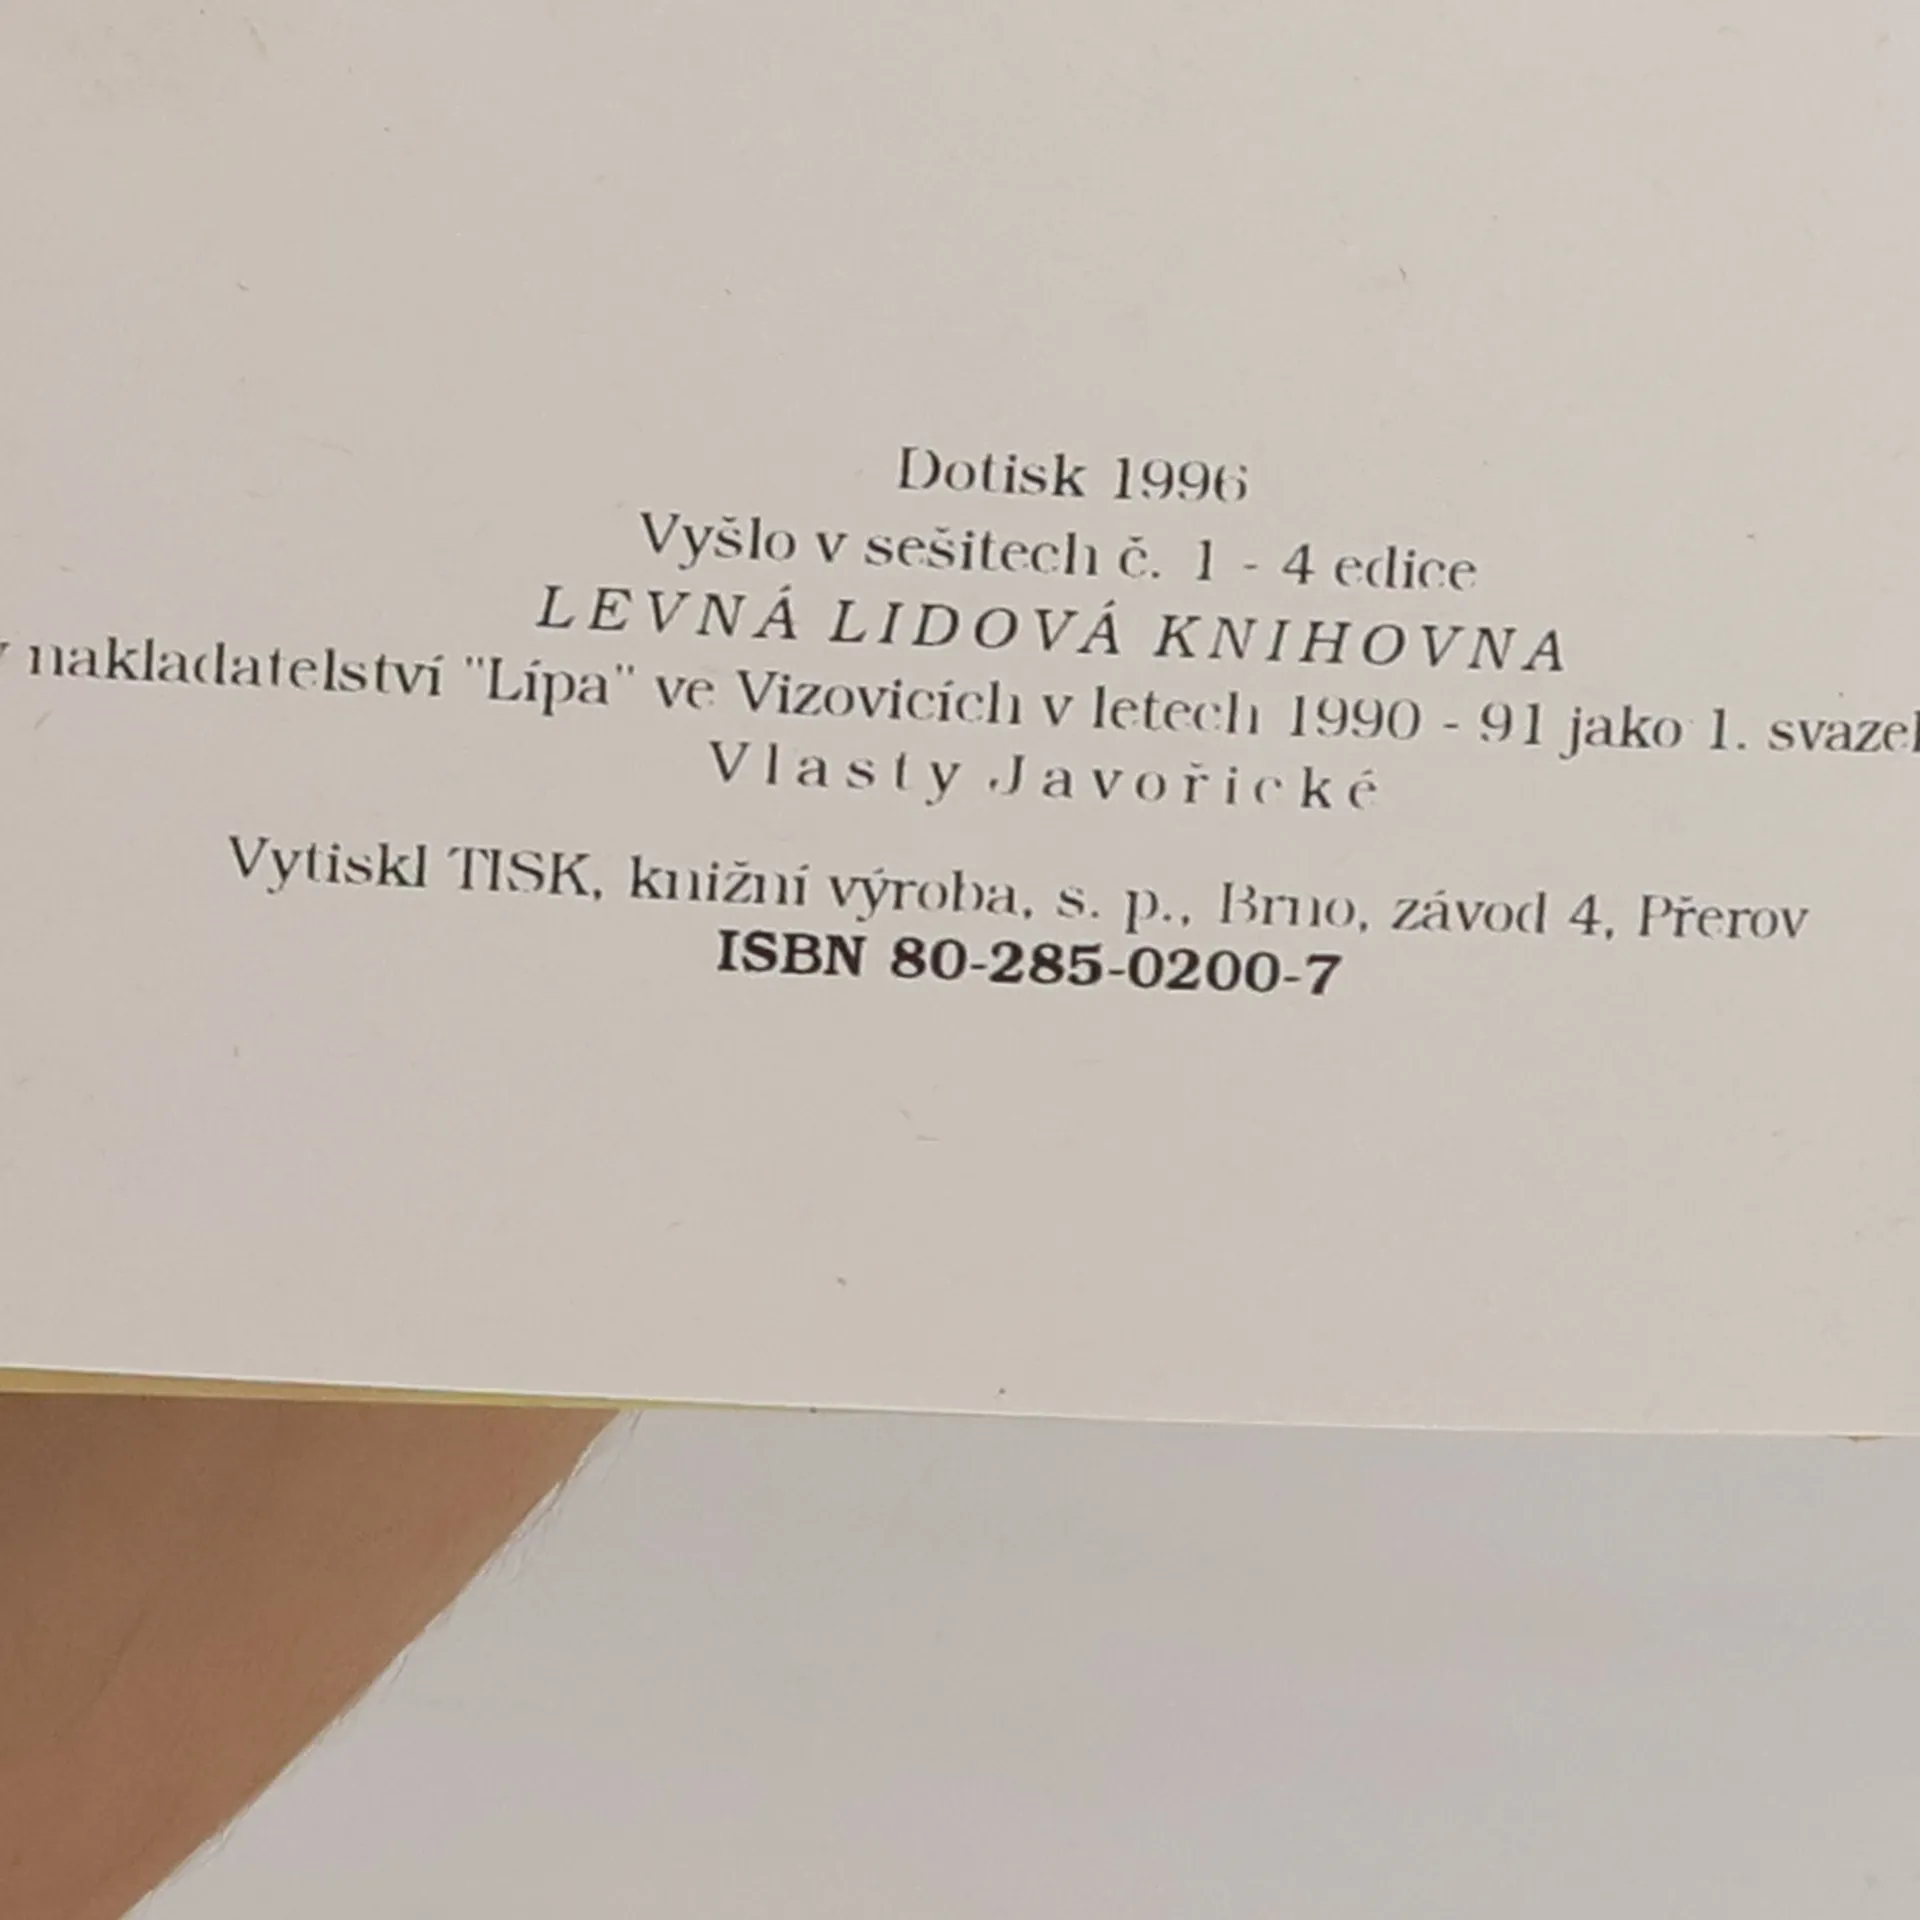 Dotisk 1996
Vyšlo v sešitech č. 1 - 4 edice
LEVNÁ LIDOVÁ KNIHOVNA
nakladatelství "Lípa" ve Vizovicích v letech 1990 - 91 jako 1. svazek
Vlasty Javořické
Vytiskl TISK, knižní výroba, s. p., Brno, závod 4, Přerov
ISBN 80-285-0200-7